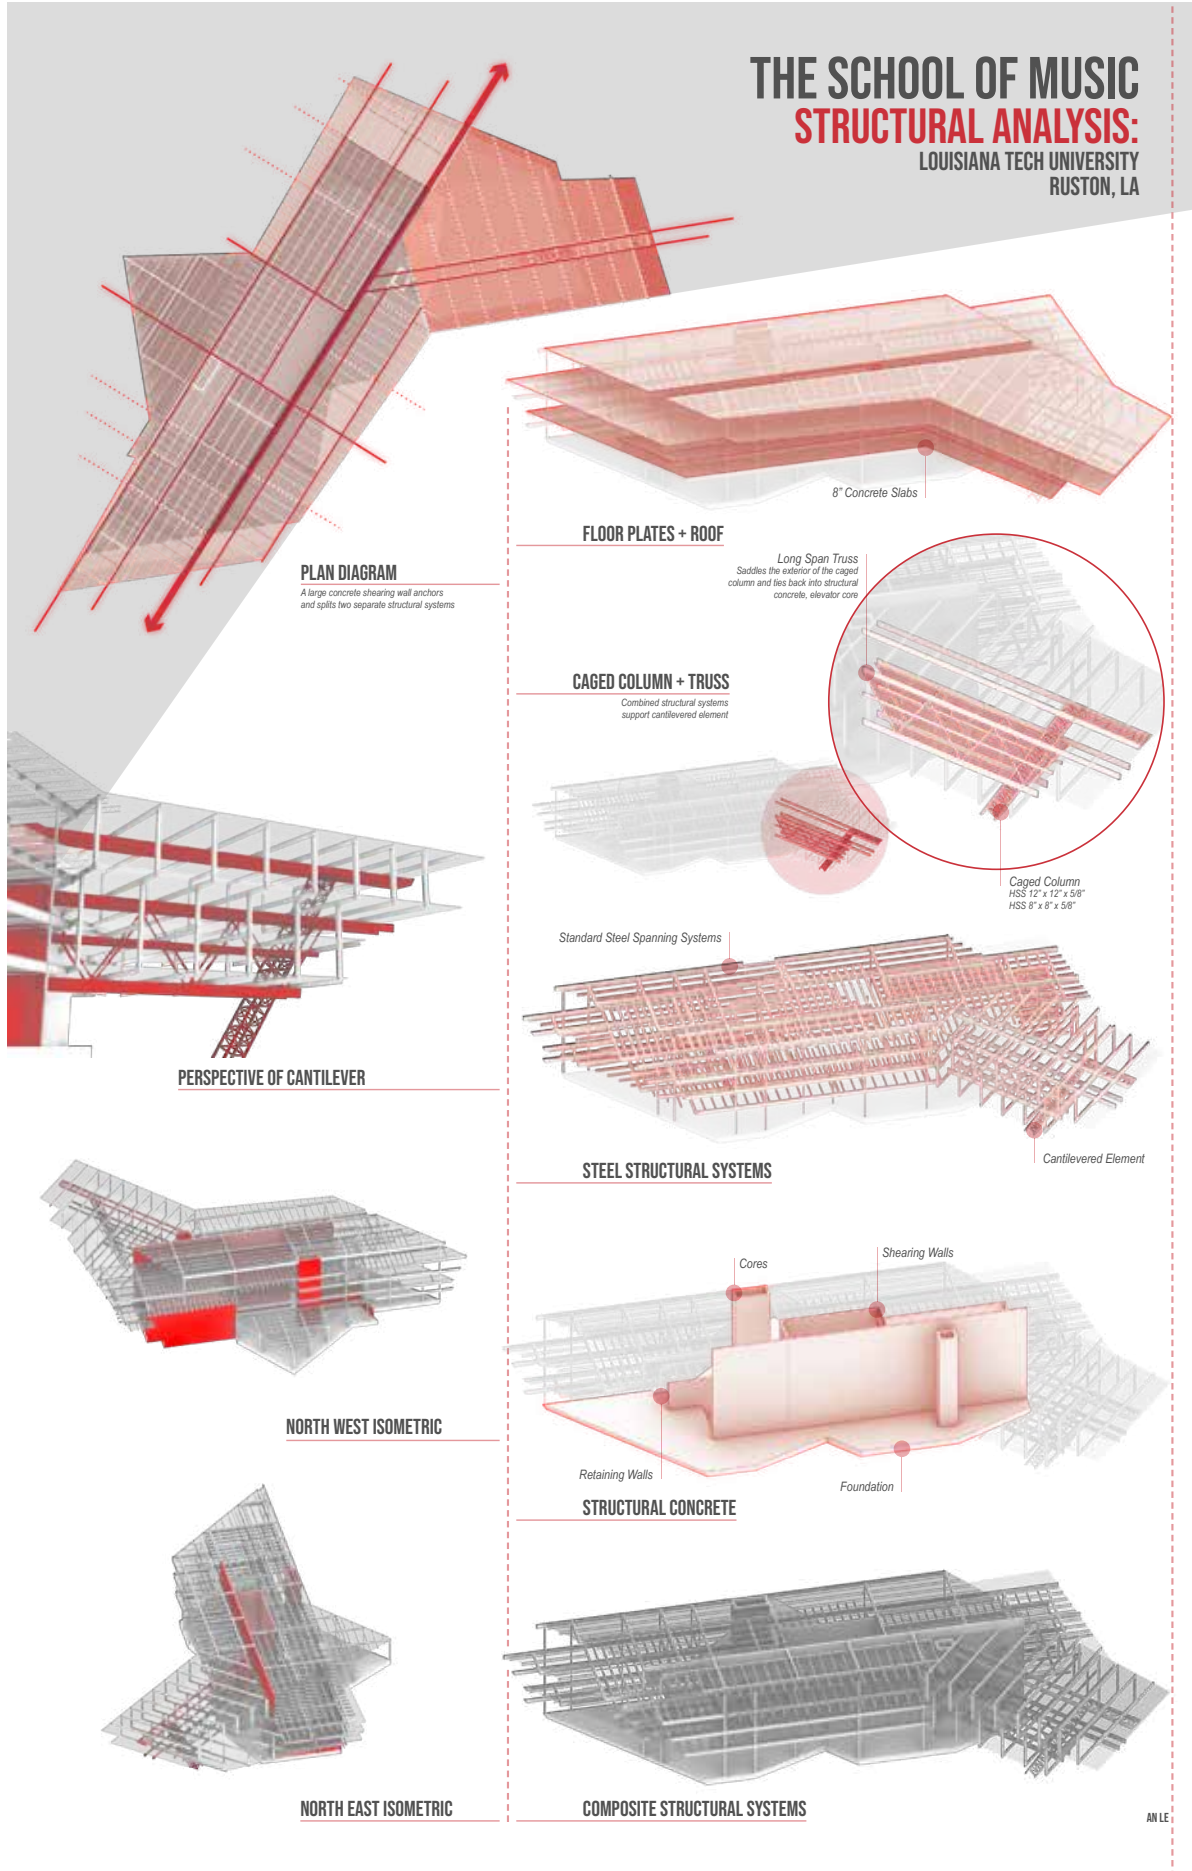 THE SCHOOL OF MUSIC
STRUCTURAL ANALYSIS:
LOUISIANA TECH UNIVERSITY
RUSTON, LA
8" Concrete Slabs
FLOOR PLATES + ROOF
PLAN DIAGRAM
A large concrete shearing wall anchors
and splits two separate structural systems
Long Span Truss
Saddles the exterior of the caged
column and ties back into structural
concrete, elevator core
CAGED COLUMN + TRUSS
Combined structural systems
support cantilevered element
Caged Column
HSS 12" x 12" x 5/8"
HSS 8" x 8" x 5/8"
Standard Steel Spanning Systems
PERSPECTIVE OF CANTILEVER
Cantilevered Element
STEEL STRUCTURAL SYSTEMS
Shearing Walls
Cores
NORTH WEST ISOMETRIC
Retaining Walls
Foundation
STRUCTURAL CONCRETE
NORTH EAST ISOMETRIC
COMPOSITE STRUCTURAL SYSTEMS
AN LE